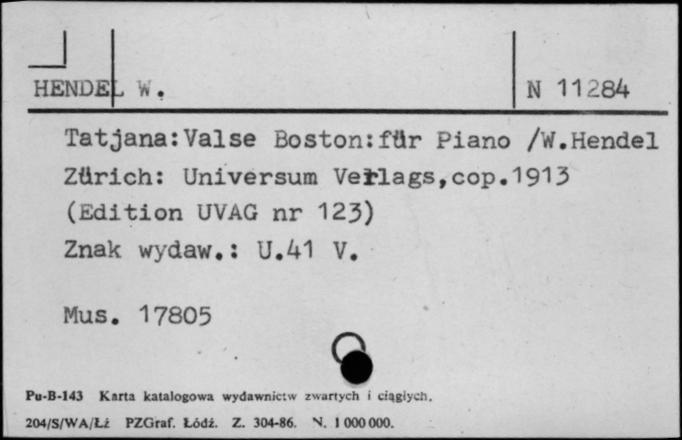 HENDEL W.
N 11284
Tatjana:Valse Boston:für Piano /W.Hendel
Zürich: Universum Verlags,cop.1913
(Edition UVAG nr 123)
Znak wydaw.: U.41 V.
Mus. 17805
Pu-B-143 Karta katalogowa wydawnictw zwartych i ciągłych.
204/S/WA/Łż PZGraf. Łódź. Z. 304-86. N. 1 000 000.